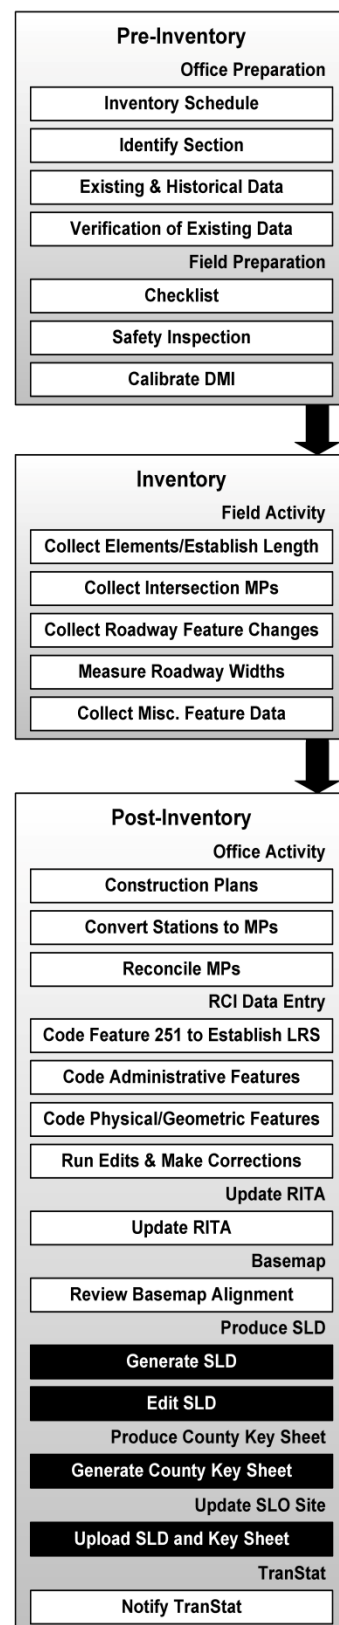 Pre-Inventory
Office Preparation
Inventory Schedule
Identify Section
Existing & Historical Data
Verification of Existing Data
Field Preparation
Checklist
Safety Inspection
Calibrate DMI
Inventory
Field Activity
Collect Elements/Establish Length
Collect Intersection MPs
Collect Roadway Feature Changes
Measure Roadway Widths
Collect Misc. Feature Data
Post-Inventory
Office Activity
Construction Plans
Convert Stations to MPs
Reconcile MPs
RCI Data Entry
Code Feature 251 to Establish LRS
Code Administrative Features
Code Physical/Geometric Features
Run Edits & Make Corrections
Update RITA
Update RITA
Basemap
Review Basemap Alignment
Produce SLD
Generate SLD
Edit SLD
Produce County Key Sheet
Generate County Key Sheet
Update SLO Site
Upload SLD and Key Sheet
TranStat
Notify TranStat